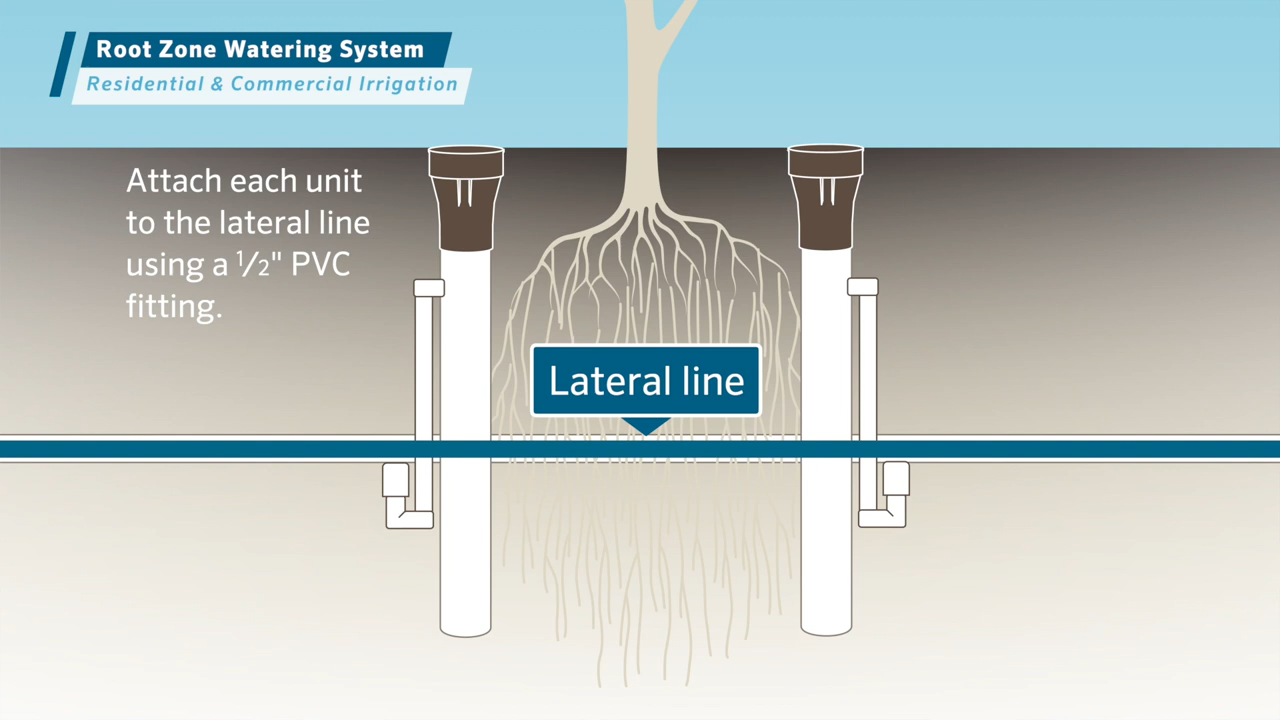 Root Zone Watering System
Residential & Commercial Irrigation
Attach each unit
to the lateral line
using a ½" PVC
fitting.
Lateral line